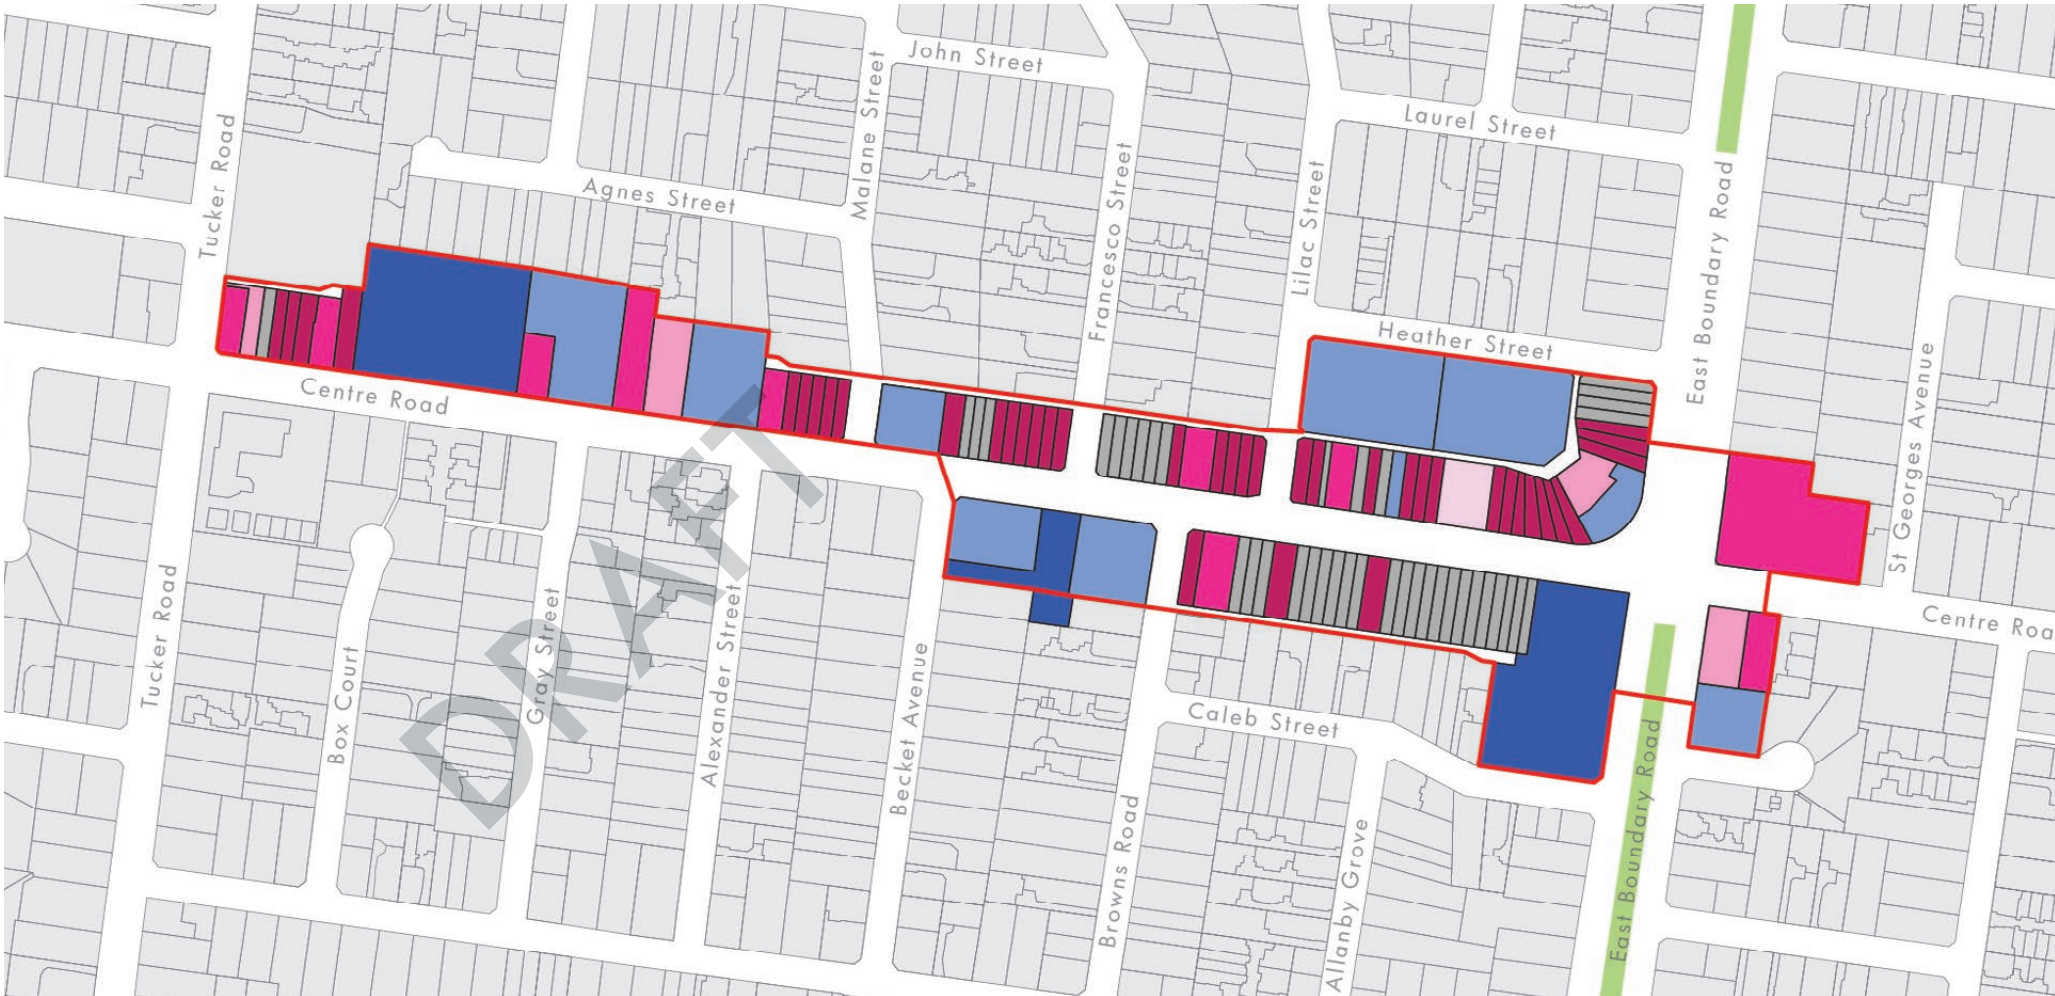 John Street
Malane Street
Laurel Street
Tucker Road
Francesco Street
Agnes Street
Lilac Street
East Boundary Road
Heather Street
St Georges Avenue
Centre Road
DRAFT
Centre Roa
Tucker Road
Gray Street
Alexander Street
Box Court
Becket Avenue
Caleb Street
East Boundary Road
Browns Road
Allanby Grove